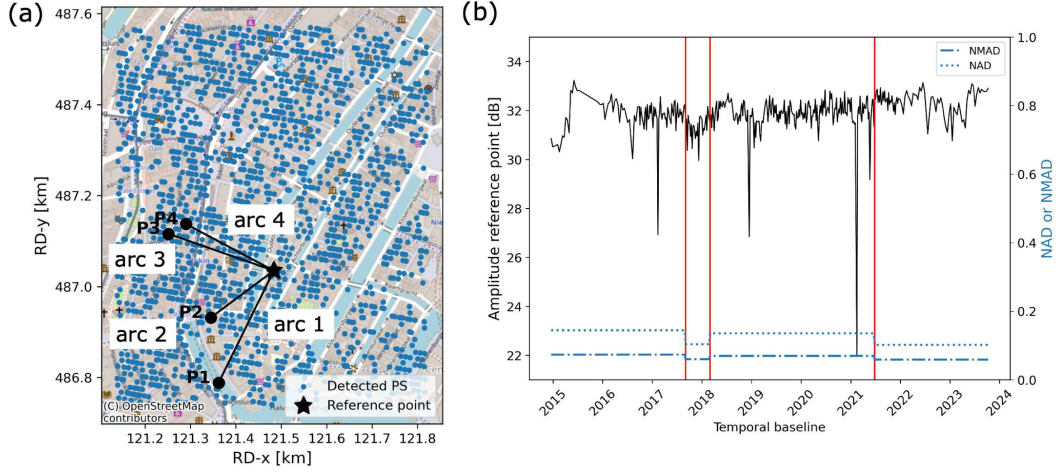 (a)
487.6
487.4
487.2
487.0
486.8
RD-y [km]
P4
P3
arc 4
arc 3
P2
arc 1
arc 2
P1
Detected PS
Reference point
(C) OpenStreetMap
contributors
121.2 121.3 121.4 121.5 121.6 121.7 121.8
RD-x [km]
(b)
34
32
30
28
26
24
22
Amplitude reference point [dB]
NMAD
NAD
1.0
0.8
0.6
0.4
0.2
0.0
NAD or NMAD
2015 2016 2017 2018 2019 2020 2021 2022 2023 2024
Temporal baseline